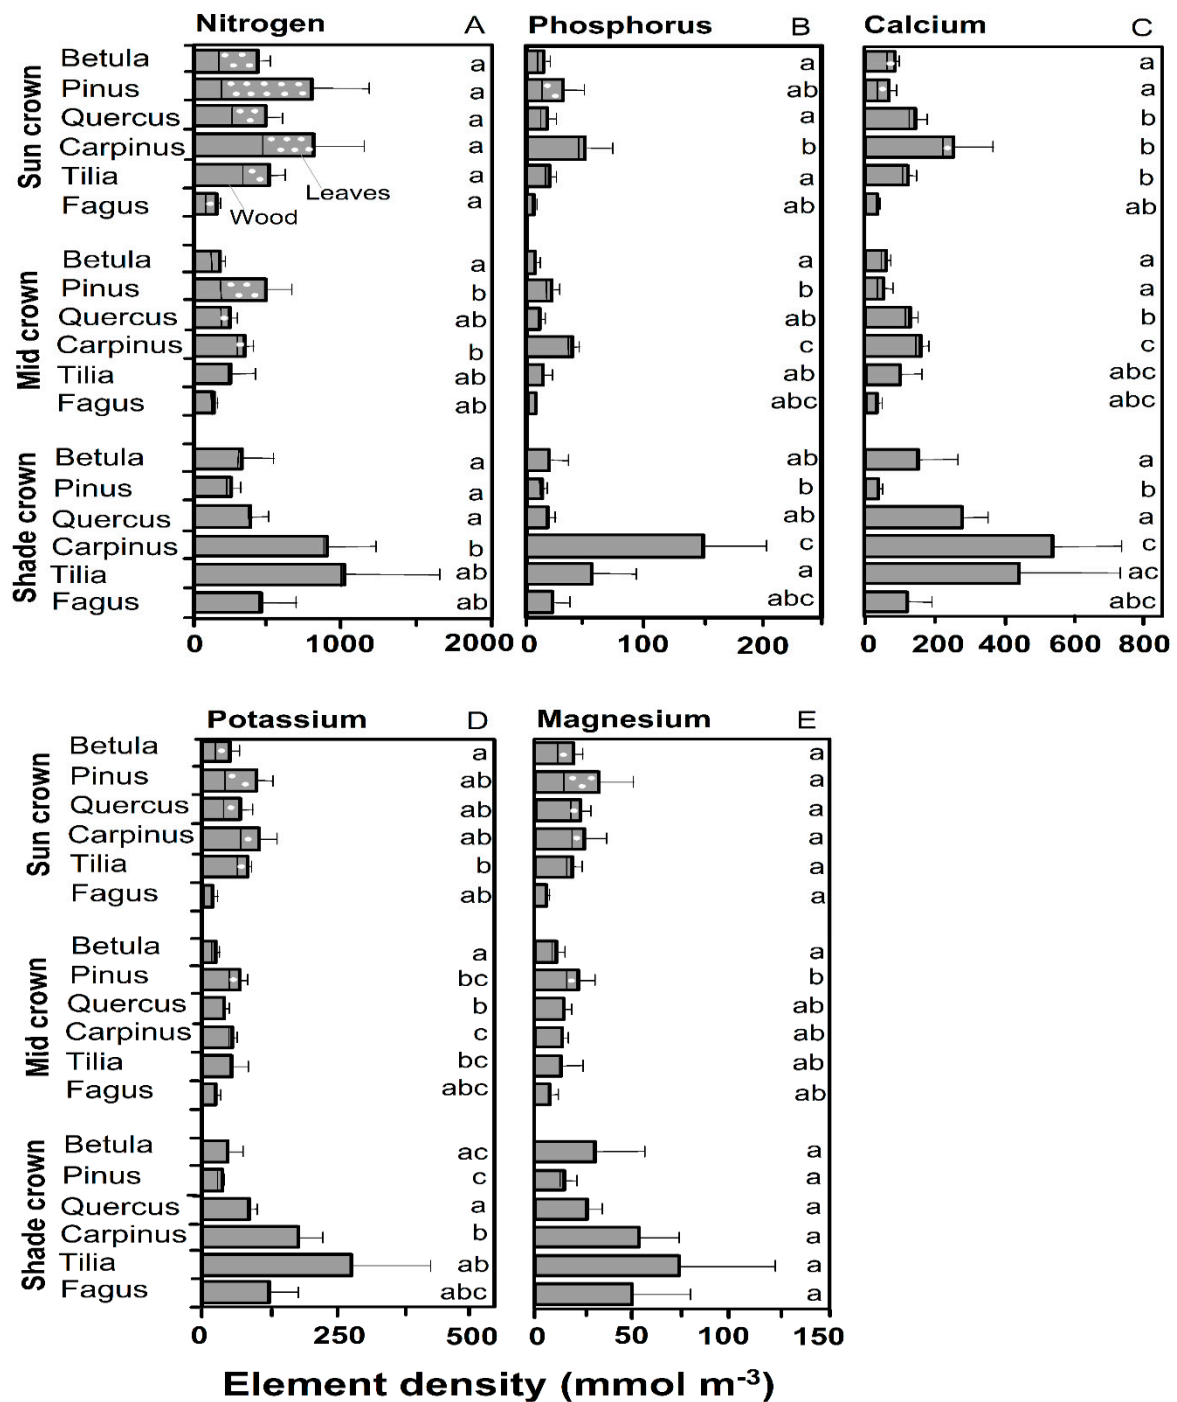 Nitrogen A Phosphorus B Calcium C
Sun crown
Betula a a a
Pinus a ab a
Quercus a a b
Carpinus a b b
Tilia a a b
Leaves
Wood
Fagus a ab ab
Mid crown
Betula a a a
Pinus b b a
Quercus ab ab b
Carpinus b c c
Tilia ab ab abc
Fagus ab abc abc
Shade crown
Betula a ab a
Pinus a b b
Quercus a ab a
Carpinus b c c
Tilia ab a ac
Fagus ab abc abc
0 1000 2000 0 100 200 0 200 400 600 800
Potassium D Magnesium E
Sun crown
Betula a a
Pinus ab a
Quercus ab a
Carpinus ab a
Tilia b a
Fagus ab a
Mid crown
Betula a a
Pinus bc b
Quercus b ab
Carpinus c ab
Tilia bc ab
Fagus abc ab
Shade crown
Betula ac a
Pinus c a
Quercus a a
Carpinus b a
Tilia ab a
Fagus abc a
0 250 500 0 50 100 150
Element density (mmol m⁻³)